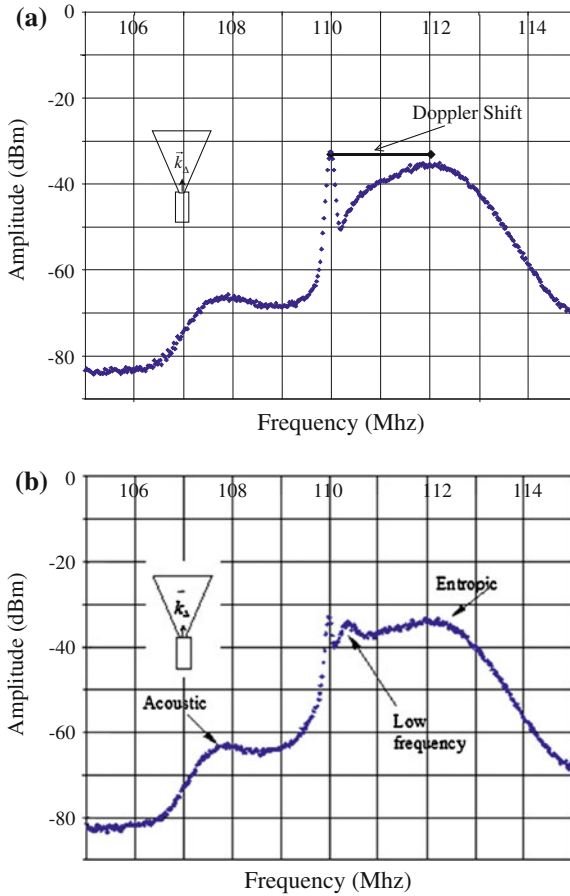 (a)
0
106 108 110 112 114
-20
Doppler Shift
k⃗Δ
-40
-60
-80
Amplitude (dBm)
Frequency (Mhz)
(b)
0
106 108 110 112 114
-20
Entropic
k⃗Δ
-40
Acoustic
Low
frequency
-60
-80
Amplitude (dBm)
Frequency (MHz)